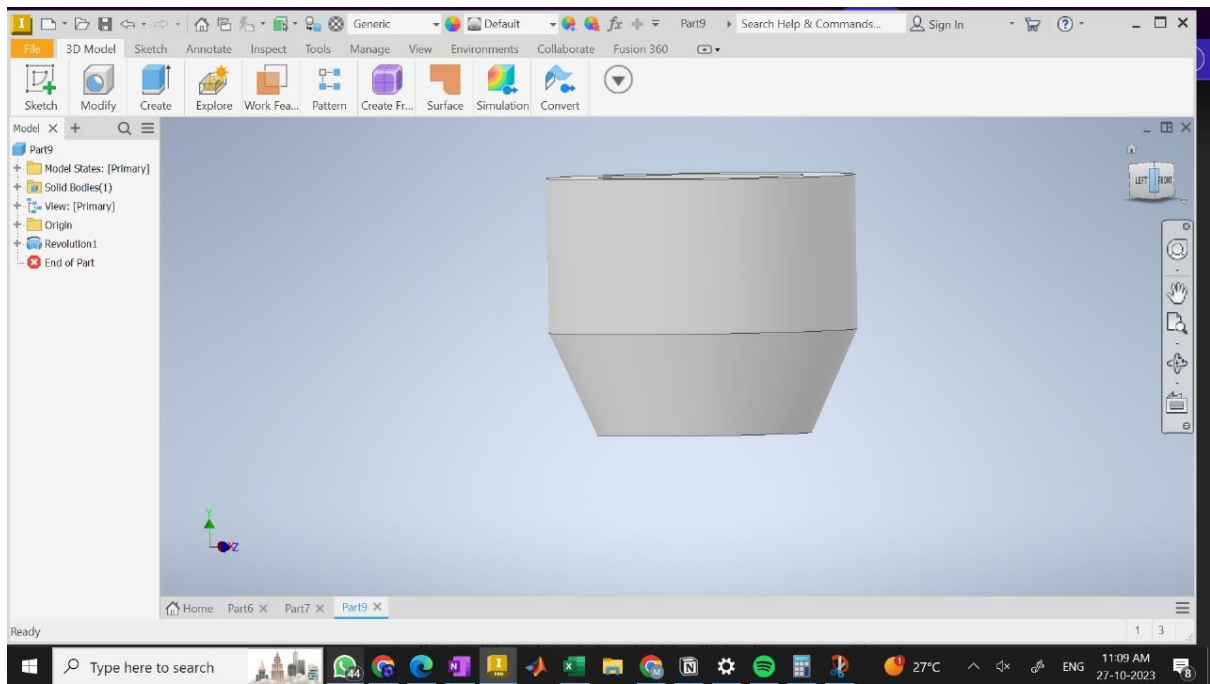 Generic
Default
fx
Part9
Search Help & Commands...
Sign In
File 3D Model Sketch Annotate Inspect Tools Manage View Environments Collaborate Fusion 360
Sketch Modify Create Explore Work Fea... Pattern Create Fr... Surface Simulation Convert
Model
Part9
Model States: [Primary]
Solid Bodies(1)
View: [Primary]
Origin
Revolution1
End of Part
LEFT FRONT
Y
Z
Home Part6 Part7 Part9
Ready
1 3
Type here to search
44
27°C
ENG
11:09 AM
27-10-2023
8